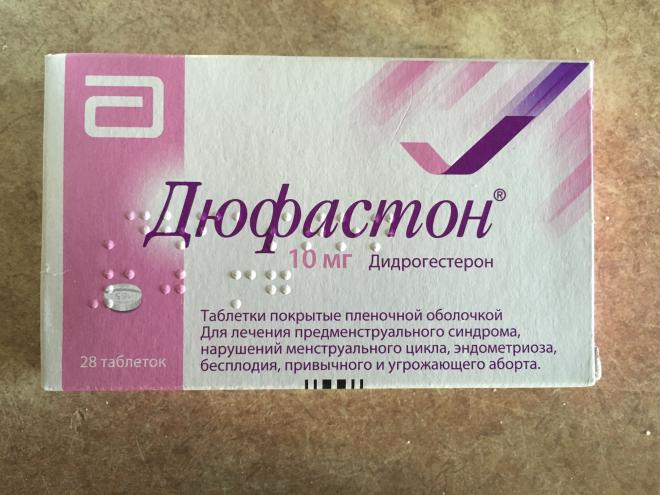 Дюфастон®
10 мг Дидрогестерон
Таблетки покрытые пленочной оболочкой
Для лечения предменструального синдрома,
нарушений менструального цикла, эндометриоза,
бесплодия, привычного и угрожающего аборта.
28 таблеток